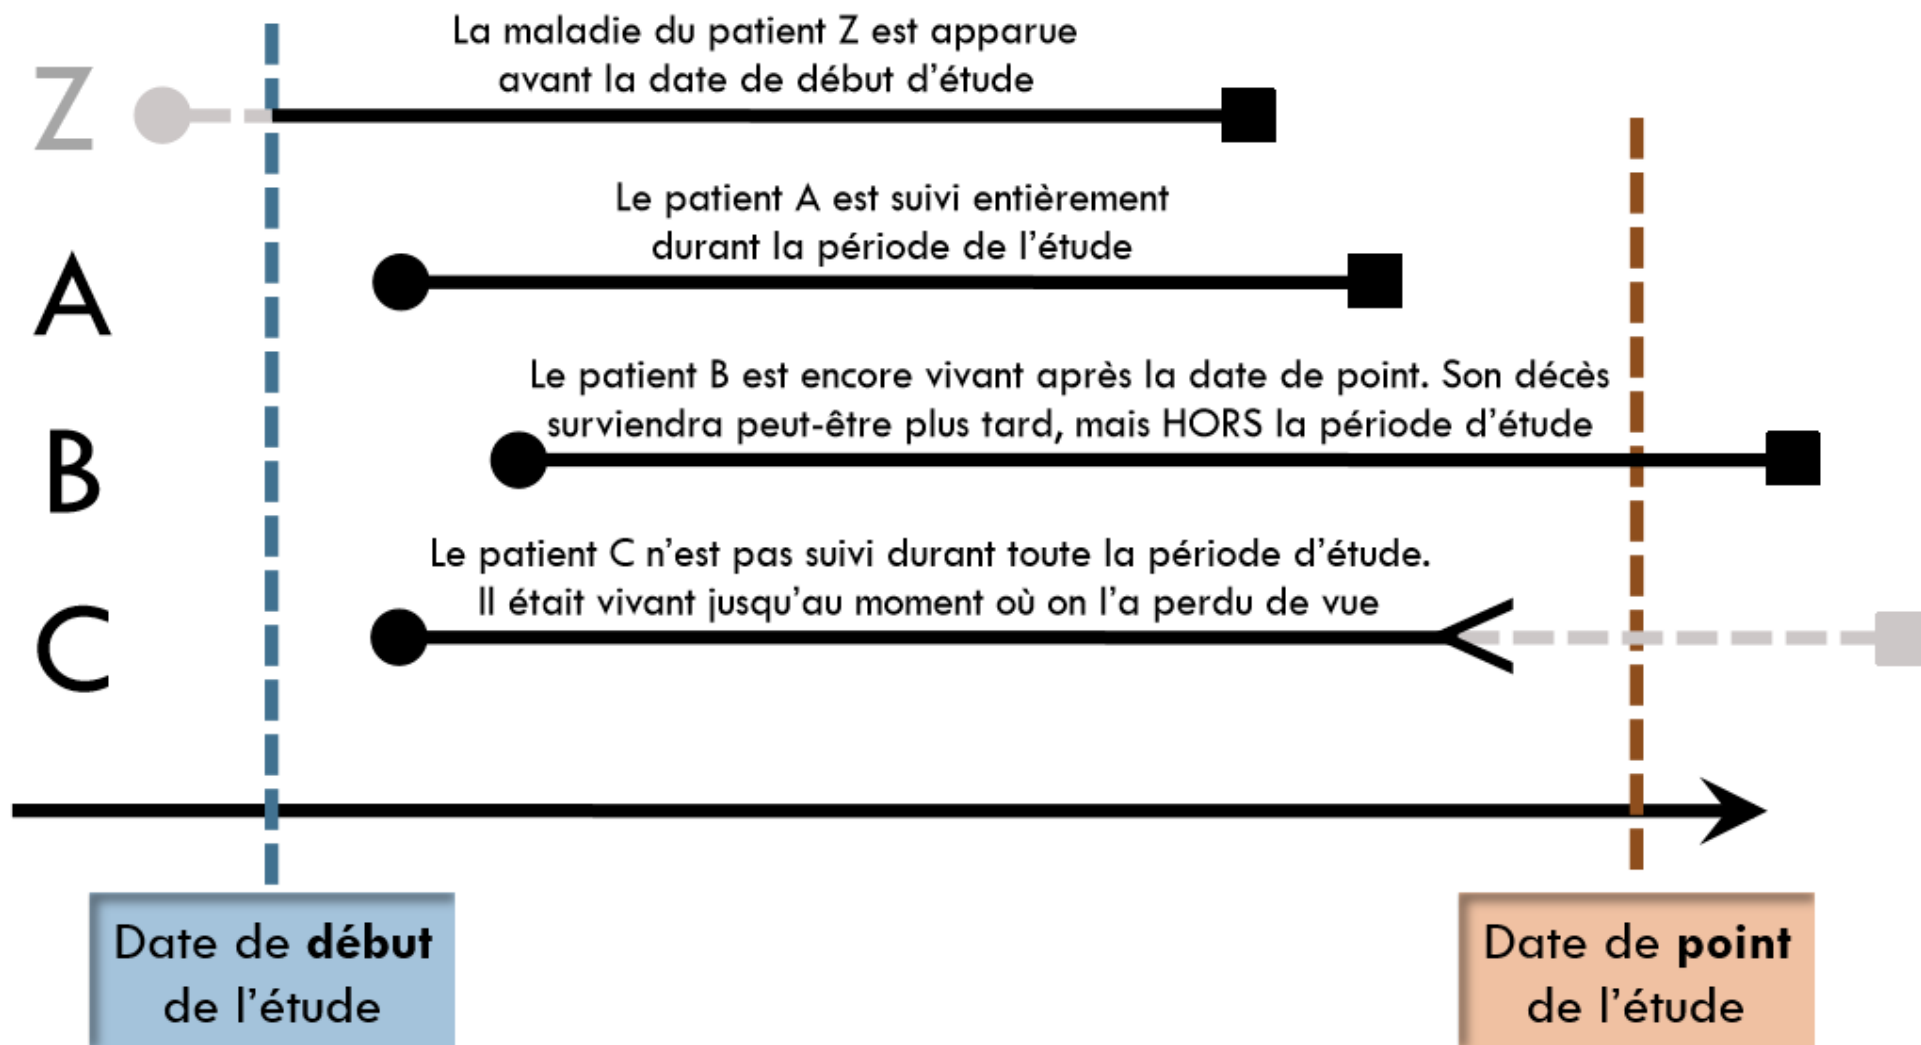 Z
La maladie du patient Z est apparue
avant la date de début d’étude
A
Le patient A est suivi entièrement
durant la période de l’étude
B
Le patient B est encore vivant après la date de point. Son décès
surviendra peut-être plus tard, mais HORS la période d’étude
C
Le patient C n’est pas suivi durant toute la période d’étude.
Il était vivant jusqu’au moment où on l’a perdu de vue
Date de début
de l’étude
Date de point
de l’étude